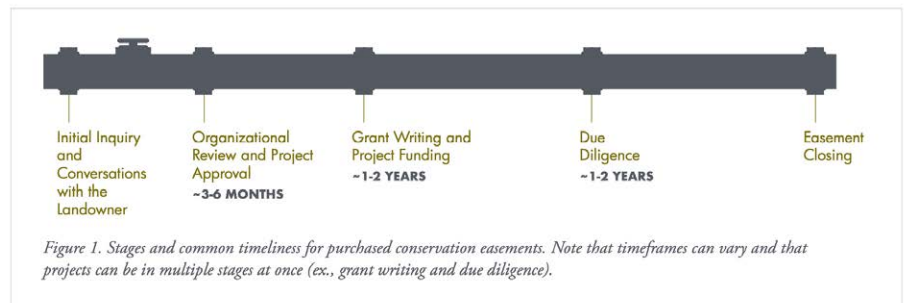 Initial Inquiry
and
Conversations
with the
Landowner
Organizational
Review and Project
Approval
~3-6 MONTHS
Grant Writing and
Project Funding
~1-2 YEARS
Due
Diligence
~1-2 YEARS
Easement
Closing
Figure 1. Stages and common timeliness for purchased conservation easements. Note that timeframes can vary and that
projects can be in multiple stages at once (ex., grant writing and due diligence).